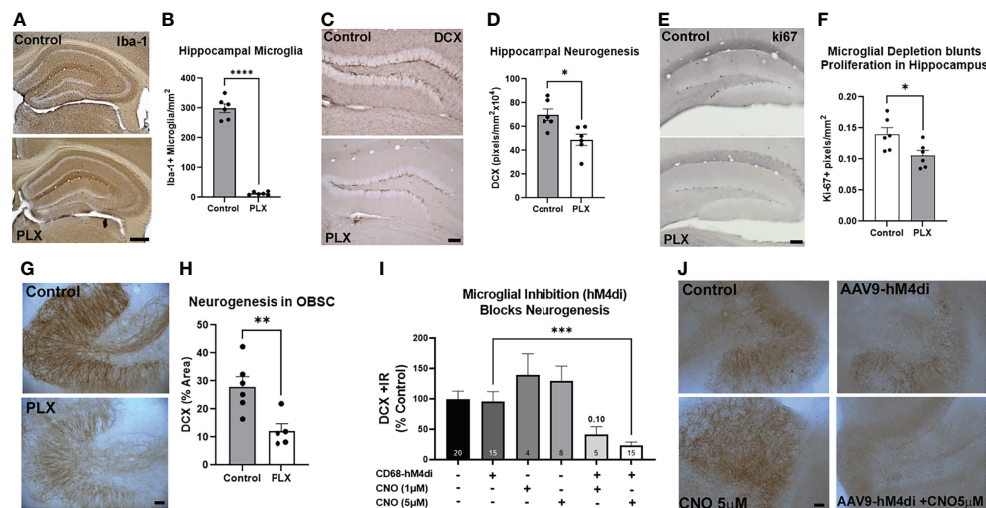 A
Control
Iba-1
PLX
B
Hippocampal Microglia
****
Iba-1+ Microglia/mm²
400
300
200
100
0
Control PLX
C
Control
DCX
PLX
D
Hippocampal Neurogenesis
*
DCX (pixels/mm²x10⁴)
100
80
60
40
20
0
Control PLX
E
Control
ki67
PLX
F
Microglial Depletion blunts
Proliferation in Hippocampus
*
Ki-67+ pixels/mm²
0.20
0.15
0.10
0.05
0.00
Control PLX
G
Control
PLX
H
Neurogenesis in OBSC
**
DCX (% Area)
50
40
30
20
10
0
Control PLX
I
Microglial Inhibition (hM4di)
Blocks Neurogenesis
***
DCX +IR
(% Control)
200
150
100
50
0
0.10
20 15 4 8 5 15
CD68-hM4di - + - - + +
CNO (1µM) - - + - + -
CNO (5µM) - - - + - +
J
Control
AAV9-hM4di
CNO 5µM
AAV9-hM4di +CNO5µM